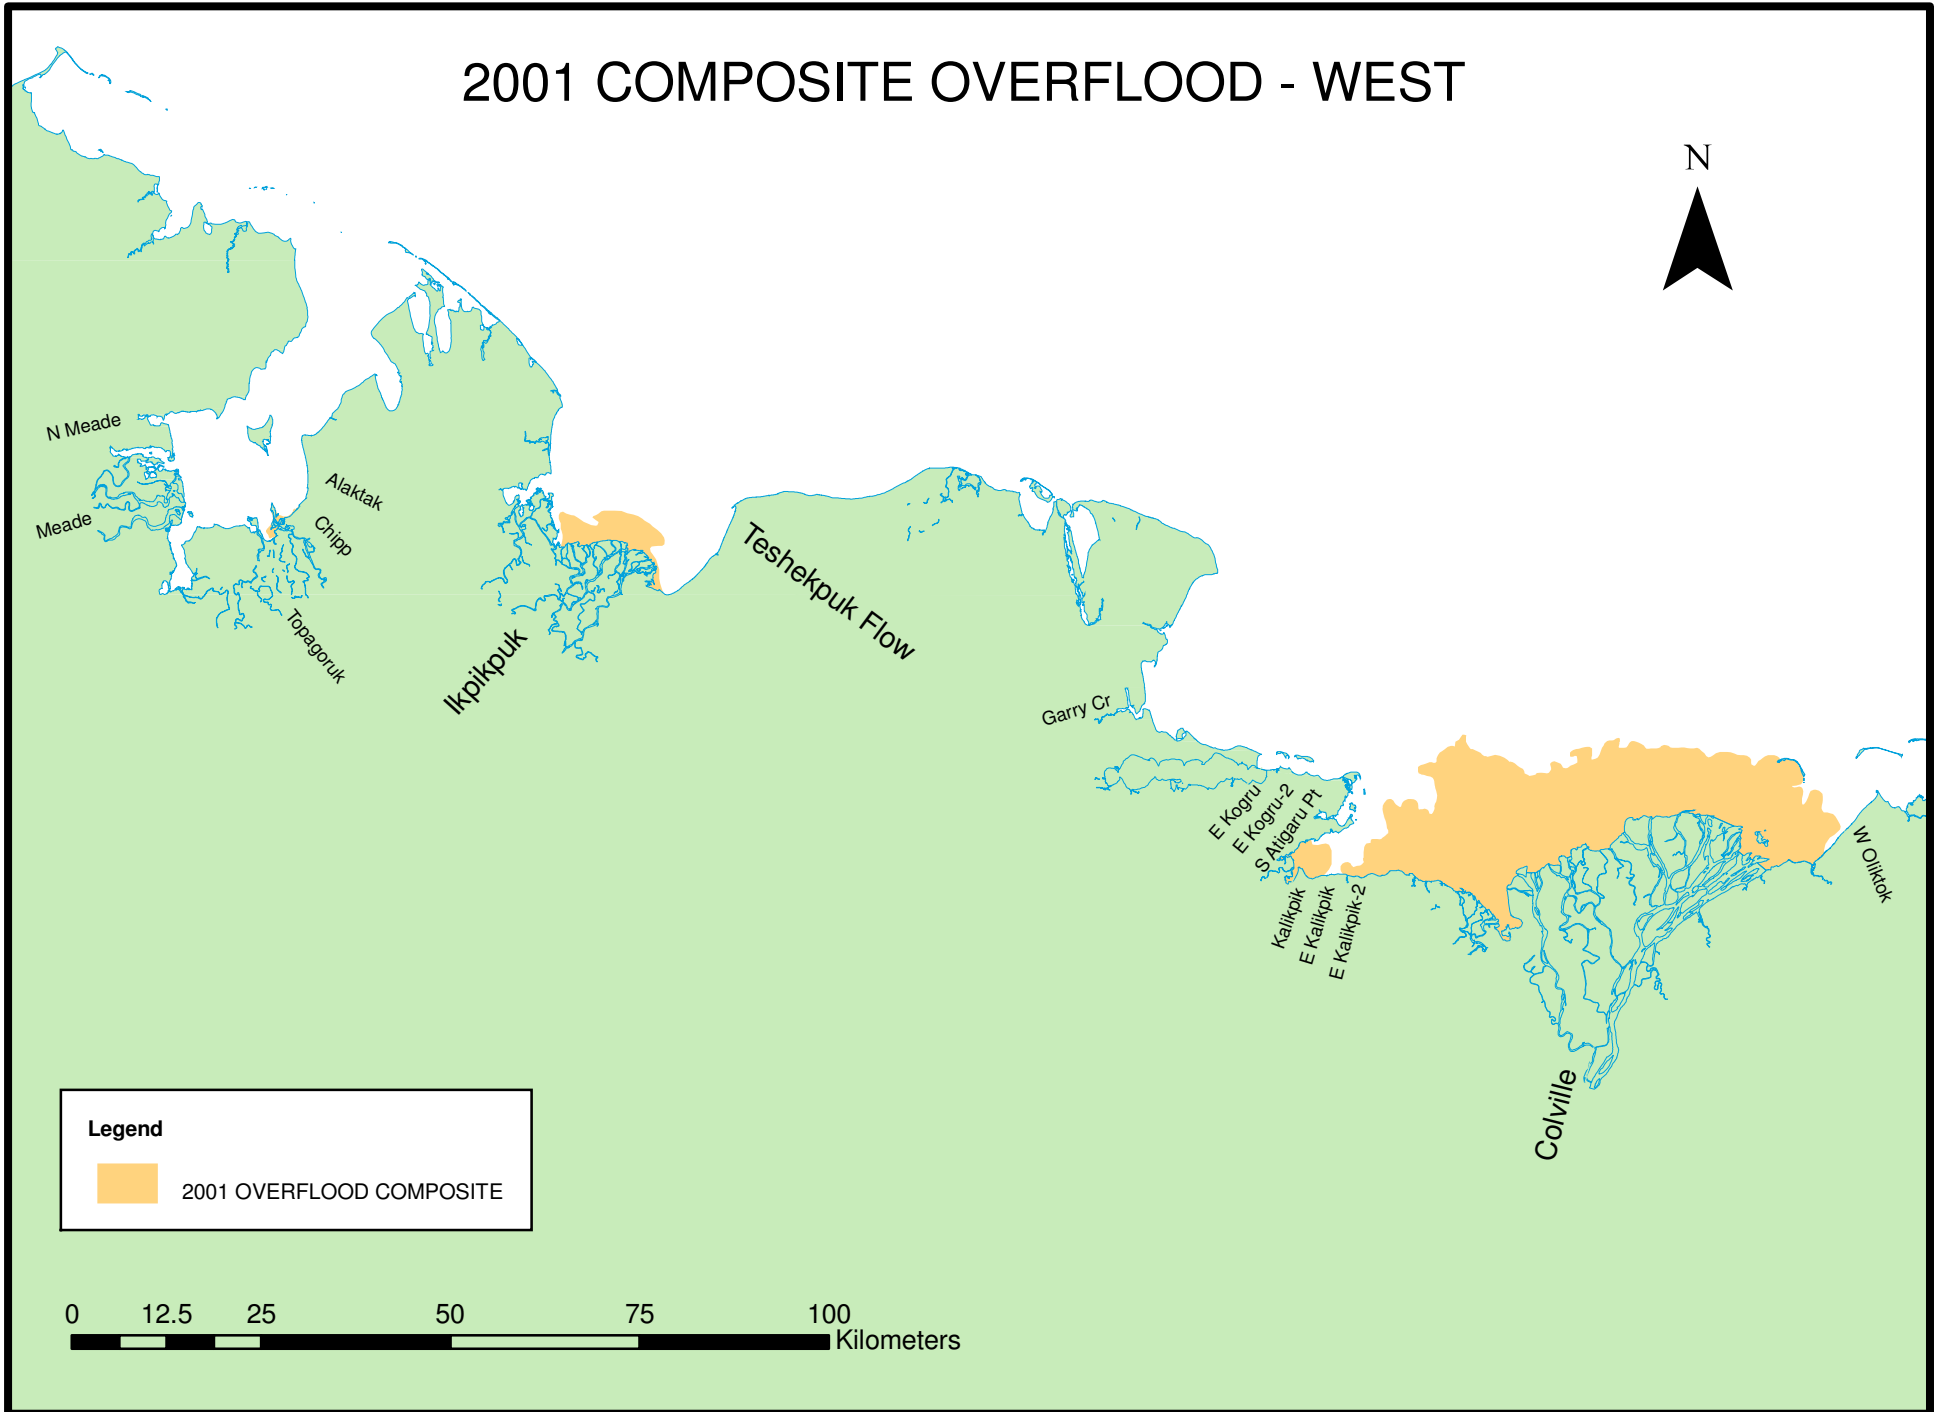 2001 COMPOSITE OVERFLOOD - WEST
N
N Meade
Meade
Alaktak
Chipp
Topagoruk
Ikpikpuk
Teshekpuk Flow
Garry Cr
E Kogru
E Kogru-2
S Atigaru Pt
Kalikpik
E Kalikpik
E Kalikpik-2
W Oliktok
Colville
Legend
2001 OVERFLOOD COMPOSITE
0 12.5 25 50 75 100
Kilometers